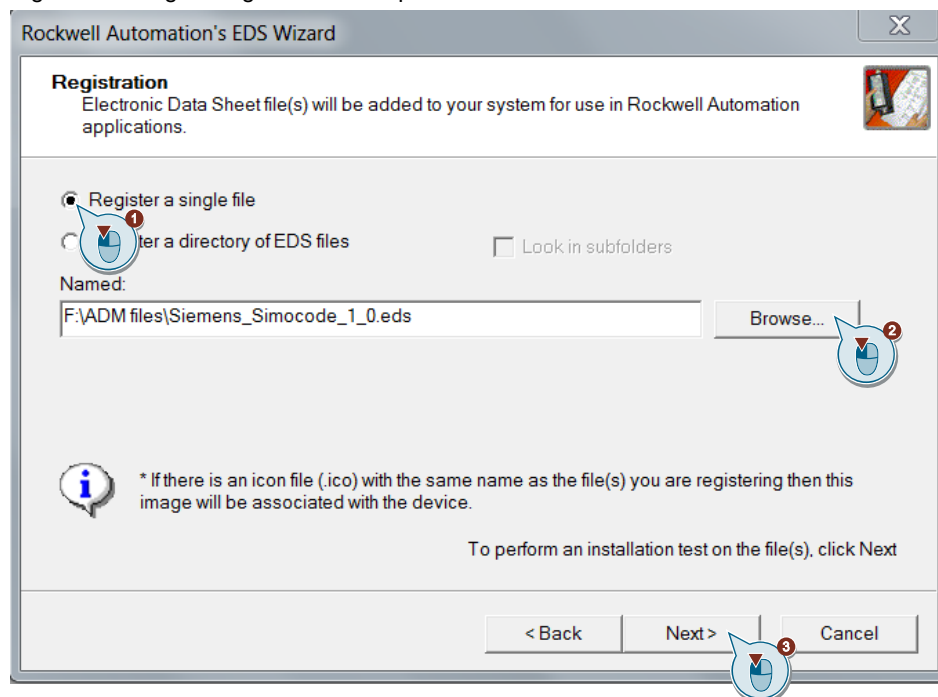 Rockwell Automation's EDS Wizard
Registration
Electronic Data Sheet file(s) will be added to your system for use in Rockwell Automation
applications.
Register a single file
1
ter a directory of EDS files
Look in subfolders
Named:
F:\ADM files\Siemens_Simocode_1_0.eds
Browse...
2
* If there is an icon file (.ico) with the same name as the file(s) you are registering then this
image will be associated with the device.
To perform an installation test on the file(s), click Next
< Back
Next >
3
Cancel